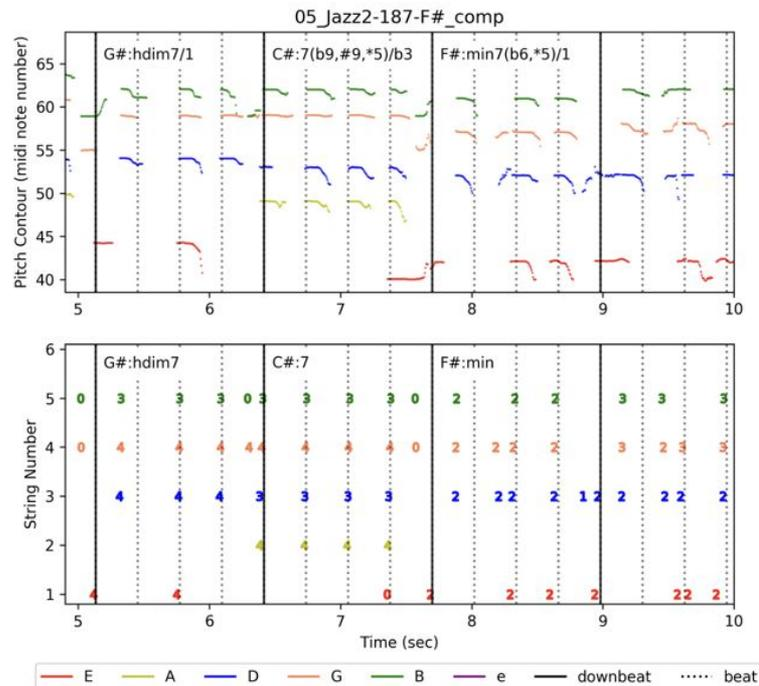 05_Jazz2-187-F#_comp
Pitch Contour (midi note number)
65
60
55
50
45
40
G#:hdim7/1
C#:7(b9,#9,*5)/b3
F#:min7(b6,*5)/1
5 6 7 8 9 10
String Number
6
5
4
3
2
1
G#:hdim7
C#:7
F#:min
0 3 3 3 0 3 3 3 3 0 2 2 2 3 3 3
0 4 4 4 4 4 4 4 4 0 2 2 2 2 3 2 3 3
4 4 4 3 3 3 3 2 2 2 2 1 2 2 2 2 2
4 4 4 4
4 4 0 2 2 2 2 2 2 2
5 6 7 8 9 10
Time (sec)
E A D G B e downbeat beat